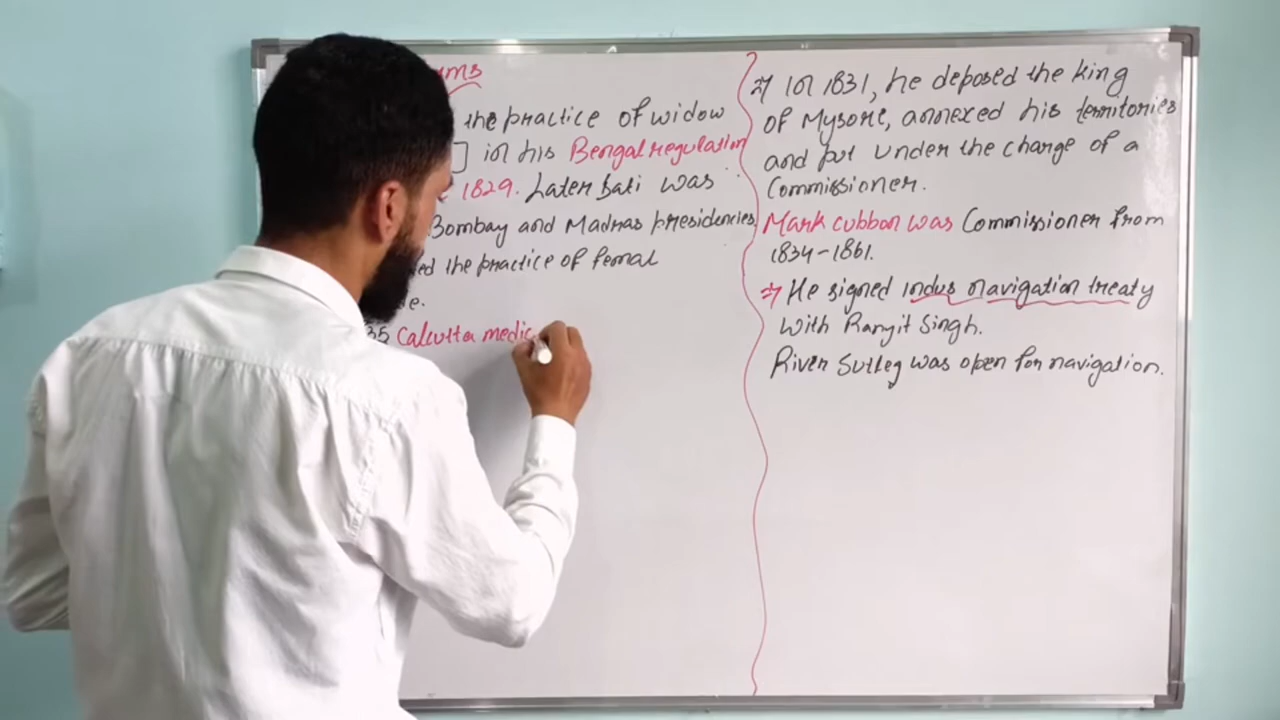 the practice of widow
] in his Bengal regulation
1829. Later Sati was
Bombay and Madras presidencies
the practice of femal
35 Calcutta medic
⇒ In 1831, he deposed the king
of Mysore, annexed his territories
and put under the charge of a
Commissioner.
Mark cubbon was Commissioner from
1834-1861.
⇒ He signed indus navigation treaty
with Ranjit Singh.
River Sutleg was open for navigation.